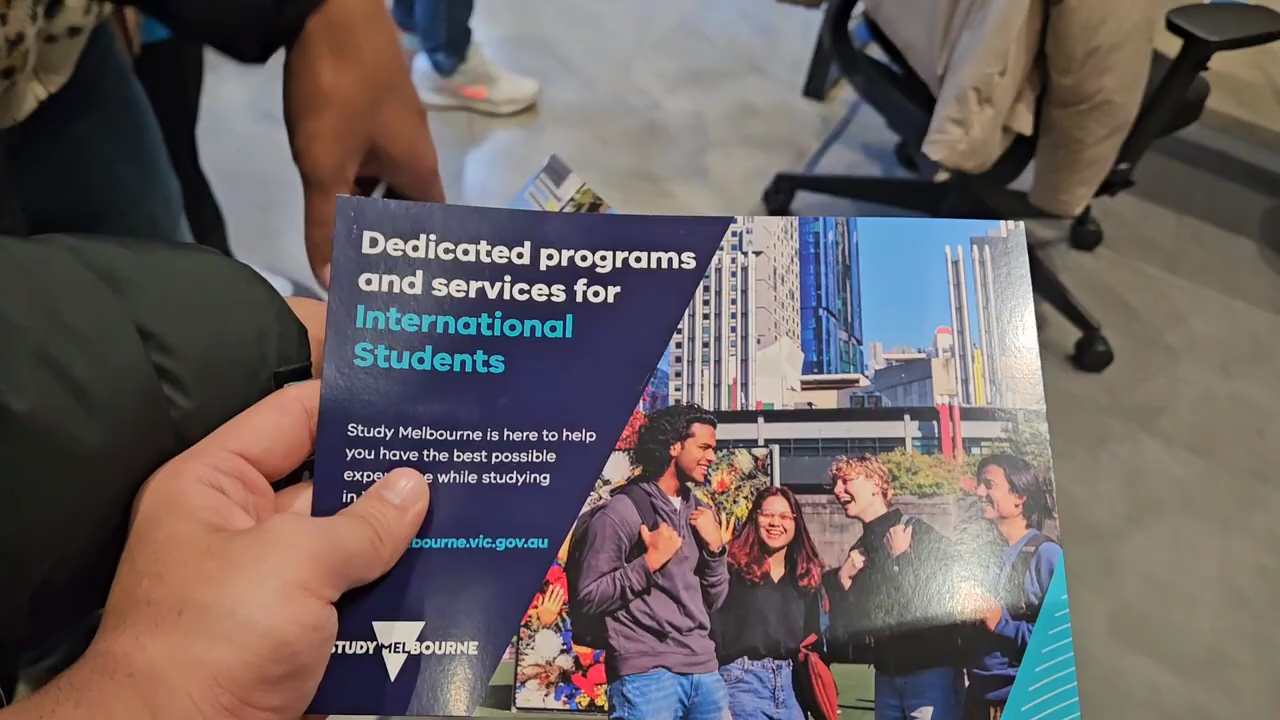 Dedicated programs
and services for
International
Students
Study Melbourne is here to help
you have the best possible
while studying
in
bourne.vic.gov.au
STUDY MELBOURNE